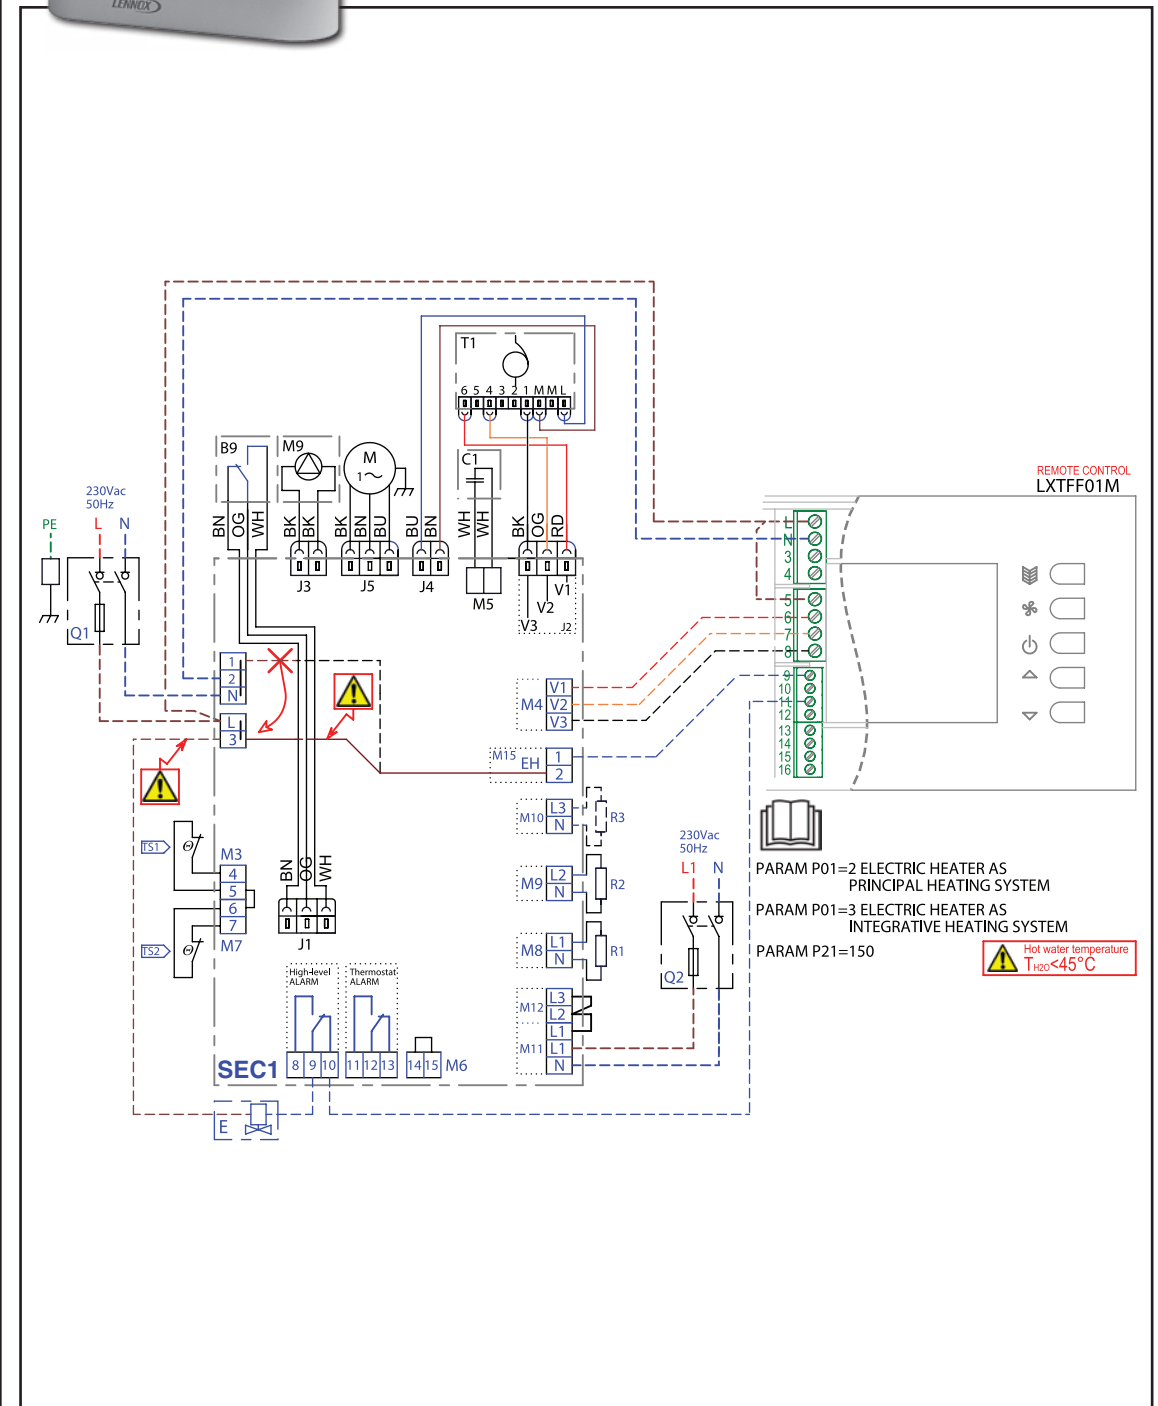 LENNOX
T1
6 5 4 3 2 1 M M L
B9
M9
M
1～
C1
BN
OG
WH
BK
BK
BK
BN
BU
BU
BN
WH
WH
BK
OG
RD
REMOTE CONTROL
LXTFF01M
230Vac
50Hz
PE
L
N
Q1
J3
J5
J4
M5
V1
V2
V3
J2
L
N
3
4
5
6
7
8
9
10
11
12
13
14
15
16
1
2
N
L
3
M4
V1
V2
V3
M15
EH
1
2
M10
L3
N
R3
M9
L2
N
R2
M8
L1
N
R1
M12
L3
L2
L1
M11
L1
N
TS1
Θ
M3
4
5
6
7
M7
TS2
Θ
BN
OG
WH
J1
230Vac
50Hz
L1
N
Q2
PARAM P01=2 ELECTRIC HEATER AS
PRINCIPAL HEATING SYSTEM
PARAM P01=3 ELECTRIC HEATER AS
INTEGRATIVE HEATING SYSTEM
PARAM P21=150
Hot water temperature
TH2O<45°C
High-level
ALARM
Thermostat
ALARM
SEC1
8 9 10
11 12 13
14 15
M6
E